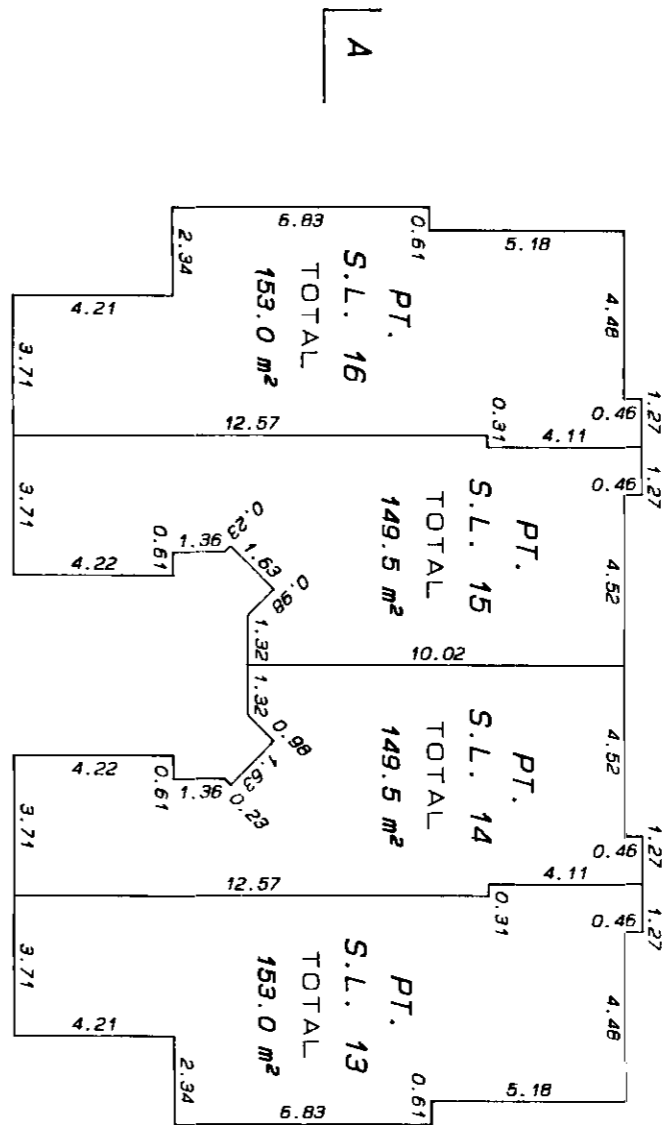 A
6.83
0.61
5.18
2.34
PT.
S.L. 16
TOTAL
153.0 m²
4.48
4.21
3.71
1.27
0.46
12.57
0.31
4.11
1.27
0.46
3.71
PT.
S.L. 15
TOTAL
149.5 m²
0.61
1.36
0.23
1.63
0.98
4.22
4.52
1.32
10.02
1.32
4.52
0.98
1.63
0.23
PT.
S.L. 14
TOTAL
149.5 m²
4.22
0.61
1.36
3.71
1.27
0.46
12.57
0.31
4.11
1.27
0.46
3.71
PT.
S.L. 13
TOTAL
153.0 m²
4.48
4.21
2.34
0.61
5.18
6.83